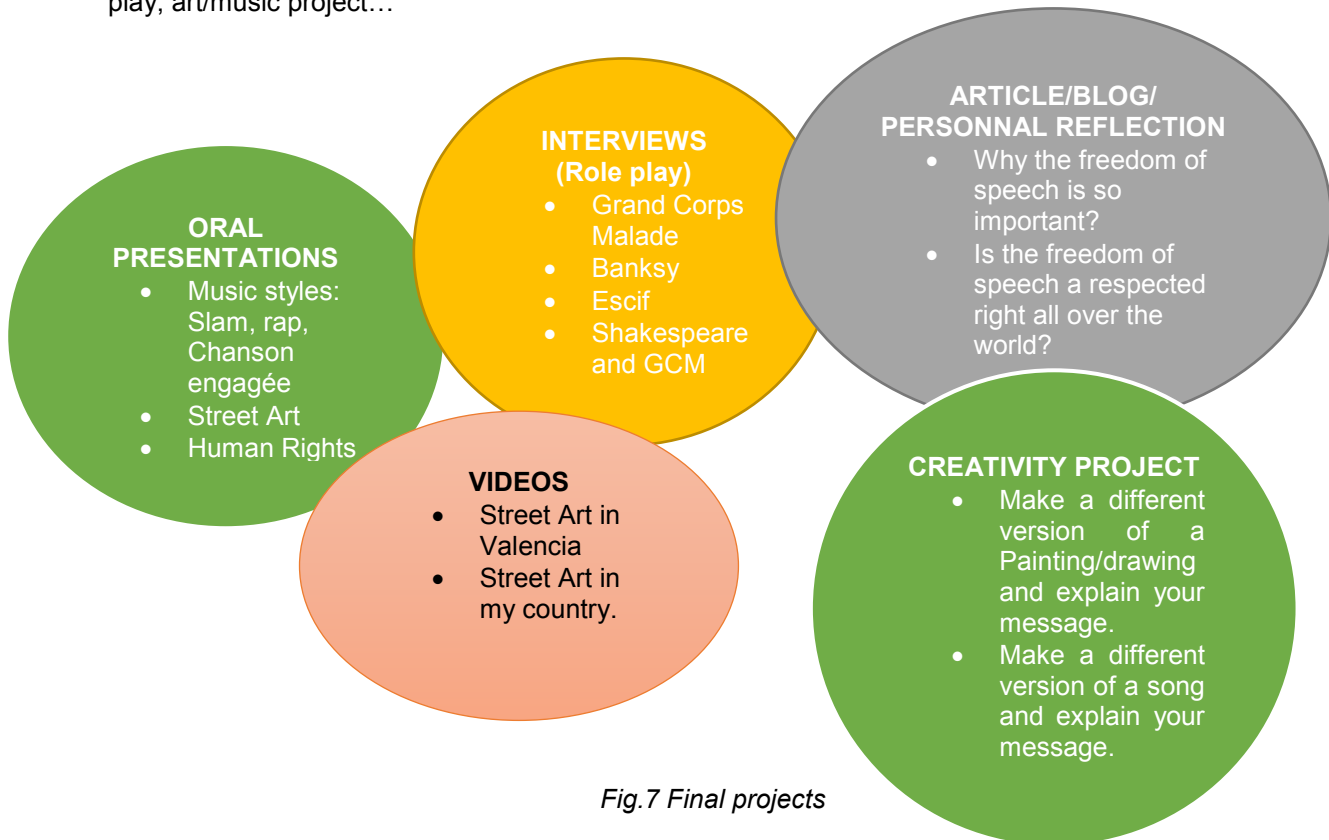 play, art/music project…
ORAL
PRESENTATIONS
• Music styles:
Slam, rap,
Chanson
engagée
• Street Art
• Human Rights
INTERVIEWS
(Role play)
• Grand Corps
Malade
• Banksy
• Escif
• Shakespeare
and GCM
ARTICLE/BLOG/
PERSONNAL REFLECTION
• Why the freedom of
speech is so
important?
• Is the freedom of
speech a respected
right all over the
world?
VIDEOS
• Street Art in
Valencia
• Street Art in
my country.
CREATIVITY PROJECT
• Make a different
version of a
Painting/drawing
and explain your
message.
• Make a different
version of a song
and explain your
message.
Fig.7 Final projects